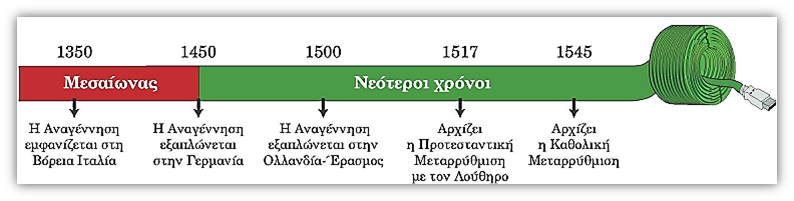 1350 1450 1500 1517 1545
Μεσαίωνας Νεότεροι χρόνοι
Η Αναγέννηση
εμφανίζεται στη
Βόρεια Ιταλία
Η Αναγέννηση
εξαπλώνεται
στην Γερμανία
Η Αναγέννηση
εξαπλώνεται στην
Ολλανδία-Έρασμος
Αρχίζει
η Προτεσταντική
Μεταρρύθμιση
με τον Λούθηρο
Αρχίζει
η Καθολική
Μεταρρύθμιση